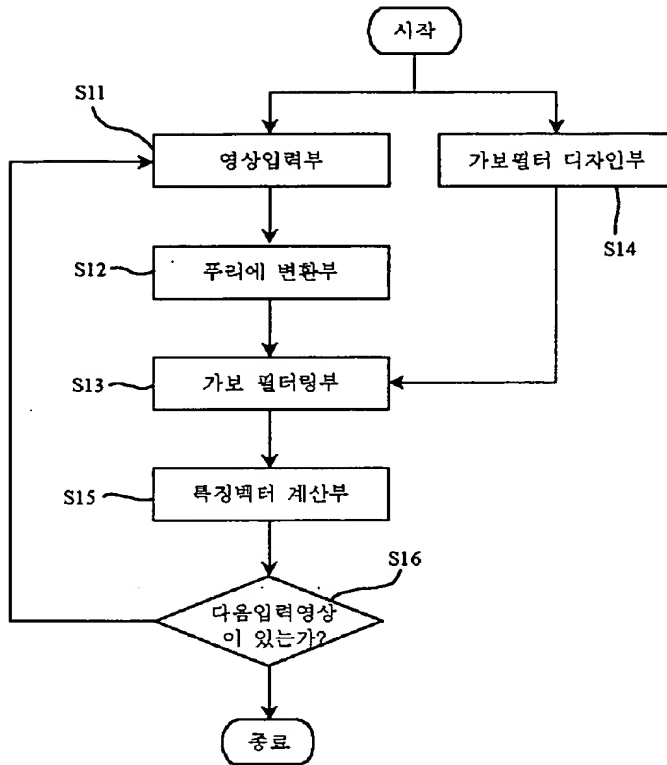 시작
S11
영상입력부
가보필터 디자인부
S14
S12
푸리에 변환부
S13
가보 필터링부
S15
특징벡터 계산부
S16
다음입력영상
이 있는가?
종료